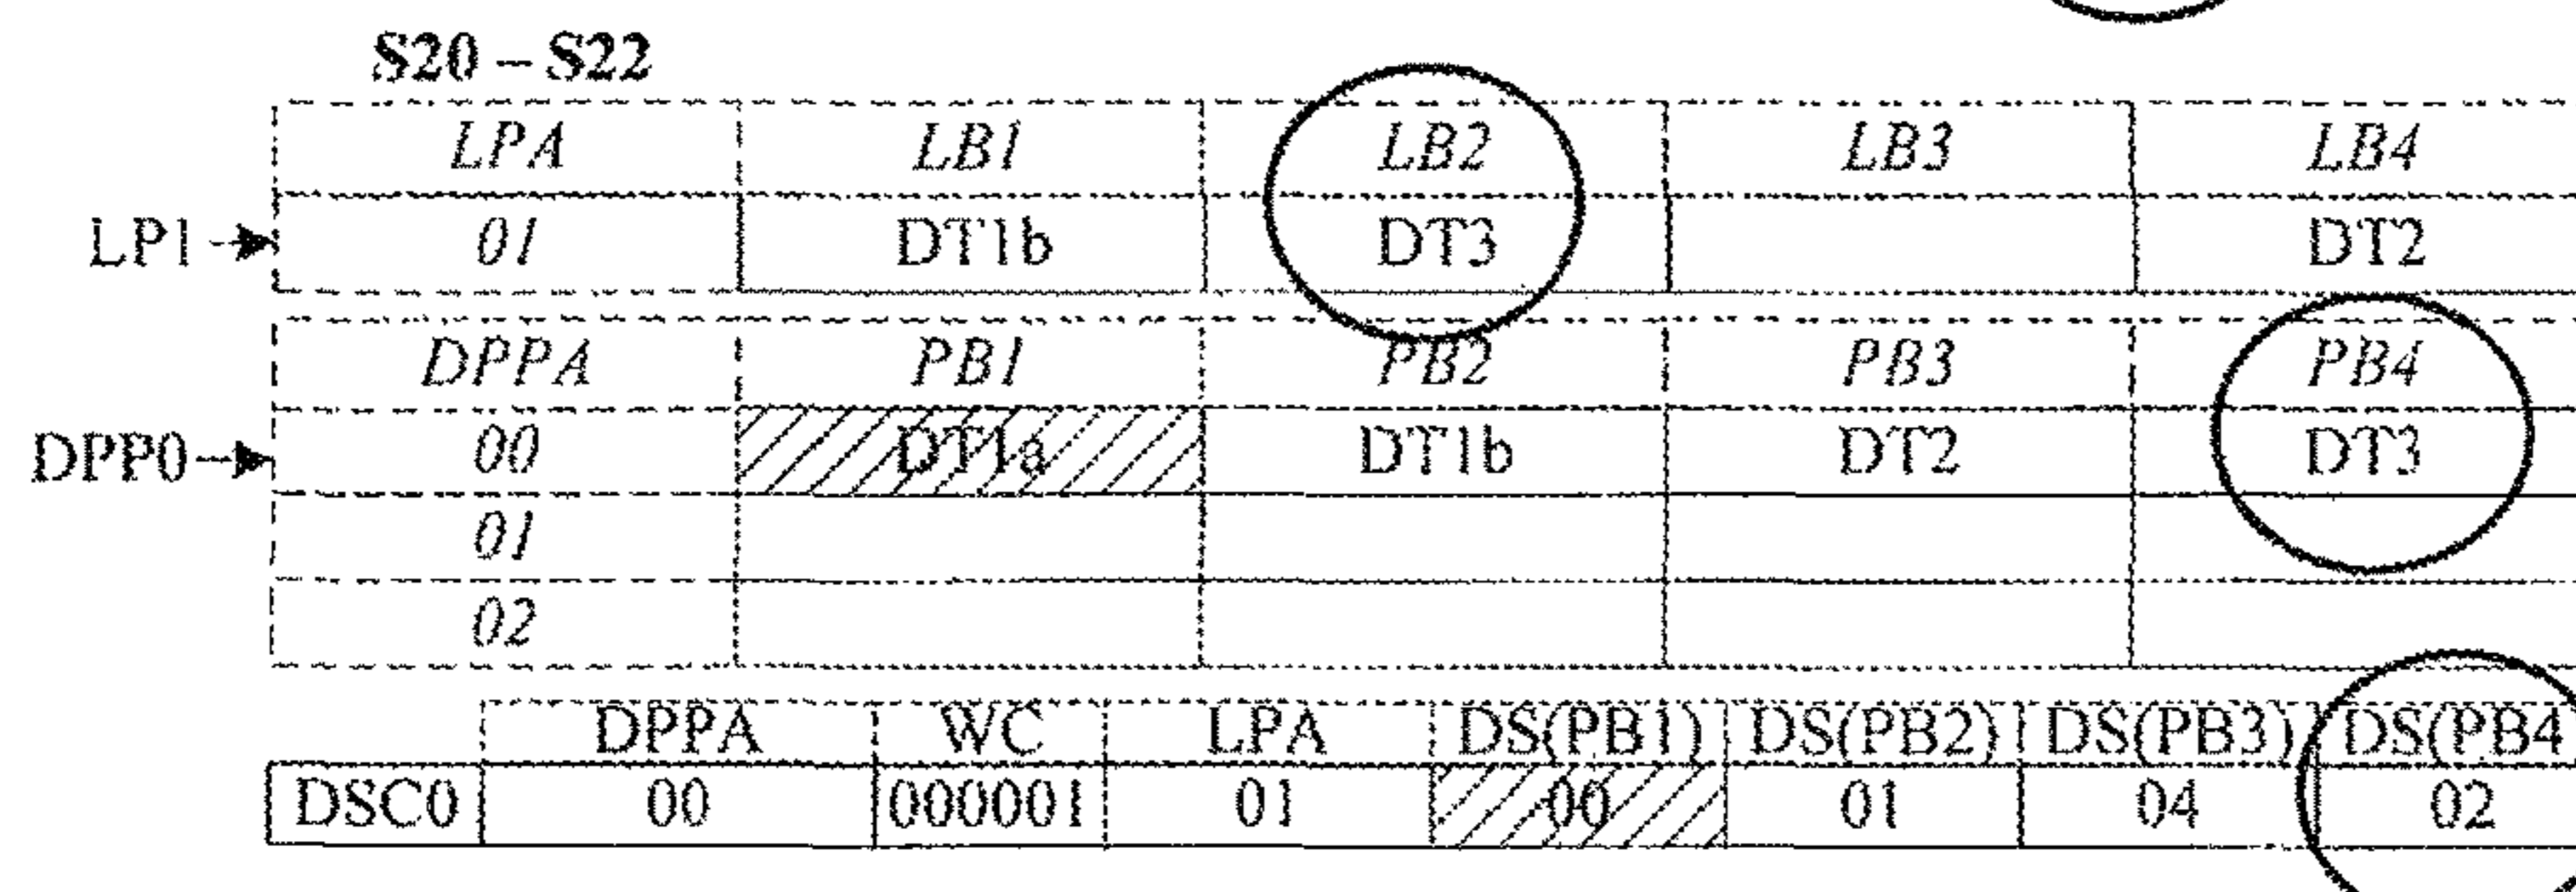 S20 – S22
LPA LB1 LB2 LB3 LB4
LP1 01 DT1b DT3 DT2
DPPA PB1 PB2 PB3 PB4
DPP0 00 DT1a DT1b DT2 DT3
01
02
DPPA WC LPA DS(PB1) DS(PB2) DS(PB3) DS(PB4
DSC0 00 000001 01 00 01 04 02